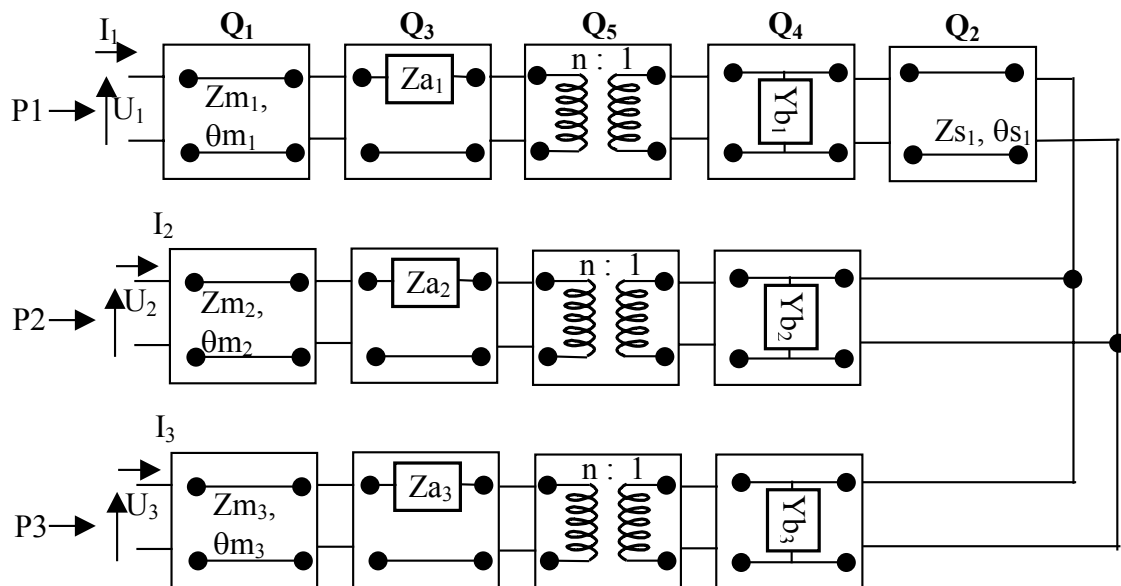 I₁ Q₁ Q₃ Q₅ Q₄ Q₂
n : 1
P1 U₁ Zm₁, Za₁ Yb₁
θm₁ Zs₁, θs₁
I₂
n : 1
P2 U₂ Zm₂, Za₂ Yb₂
θm₂
I₃
n : 1
P3 U₃ Zm₃, Za₃ Yb₃
θm₃